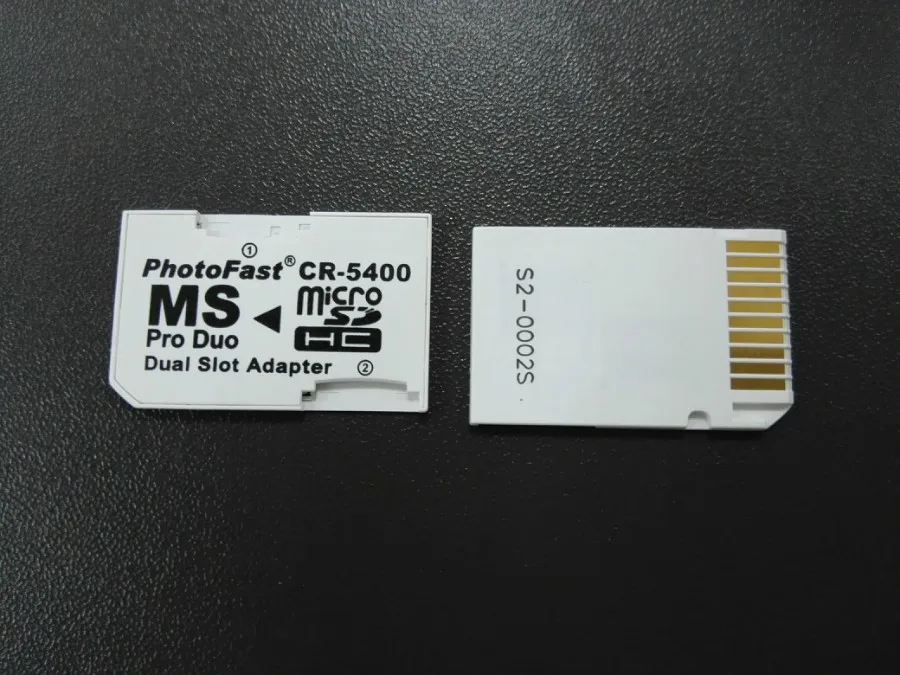 ①
PhotoFast® CR-5400
MS ◄ micro SD HC
Pro Duo
Dual Slot Adapter ②
S2-0002S